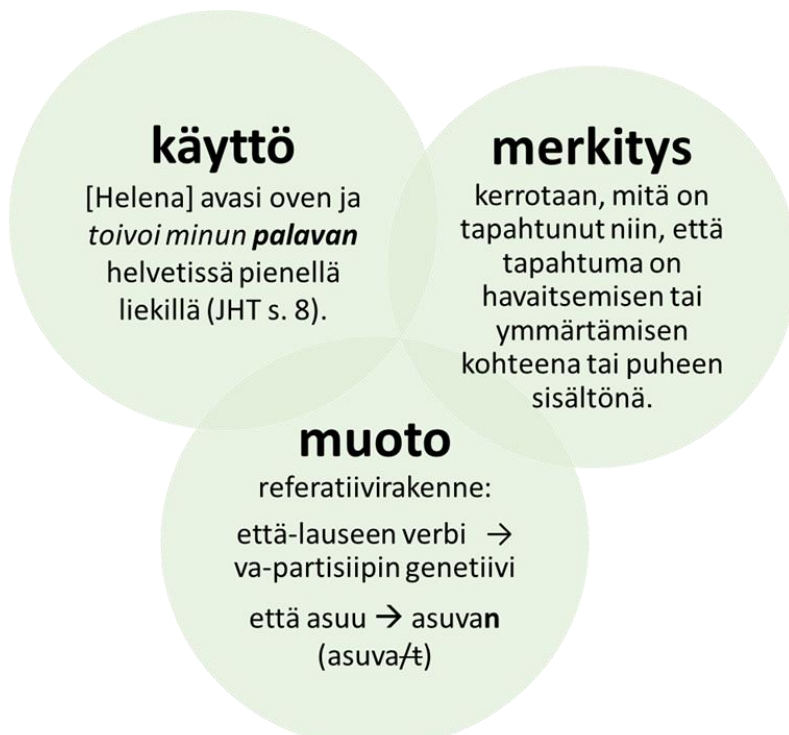 käyttö
[Helena] avasi oven ja
toivoi minun palavan
helvetissä pienellä
liekillä (JHT s. 8).
merkitys
kerrotaan, mitä on
tapahtunut niin, että
tapahtuma on
havaitsemisen tai
ymmärtämisen
kohteena tai puheen
sisältönä.
muoto
referatiivirakenne:
että-lauseen verbi →
va-partisiipin genetiivi
että asuu → asuvan
(asuva/t)